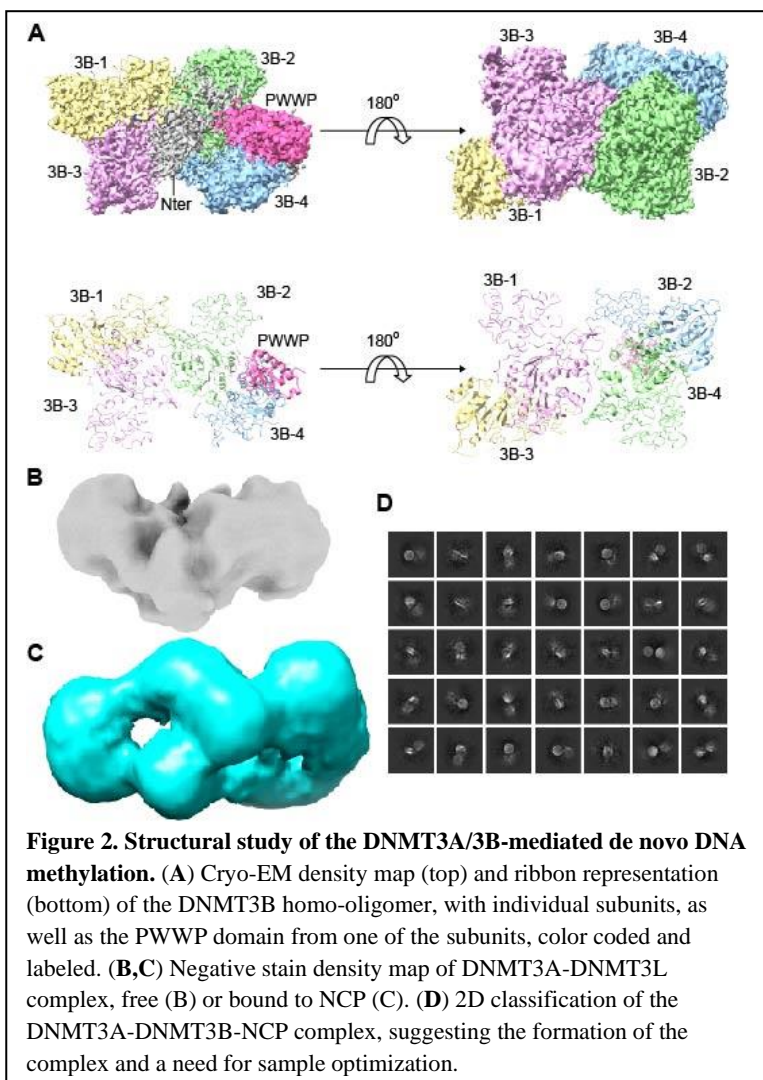 A
3B-1
3B-2
PWWP
3B-3
Nter
3B-4
180º
3B-3
3B-4
3B-2
3B-1
3B-1
3B-2
PWWP
3B-3
3B-4
180º
3B-1
3B-2
3B-4
3B-3
B
D
C
Figure 2. Structural study of the DNMT3A/3B-mediated de novo DNA
methylation. (A) Cryo-EM density map (top) and ribbon representation
(bottom) of the DNMT3B homo-oligomer, with individual subunits, as
well as the PWWP domain from one of the subunits, color coded and
labeled. (B,C) Negative stain density map of DNMT3A-DNMT3L
complex, free (B) or bound to NCP (C). (D) 2D classification of the
DNMT3A-DNMT3B-NCP complex, suggesting the formation of the
complex and a need for sample optimization.